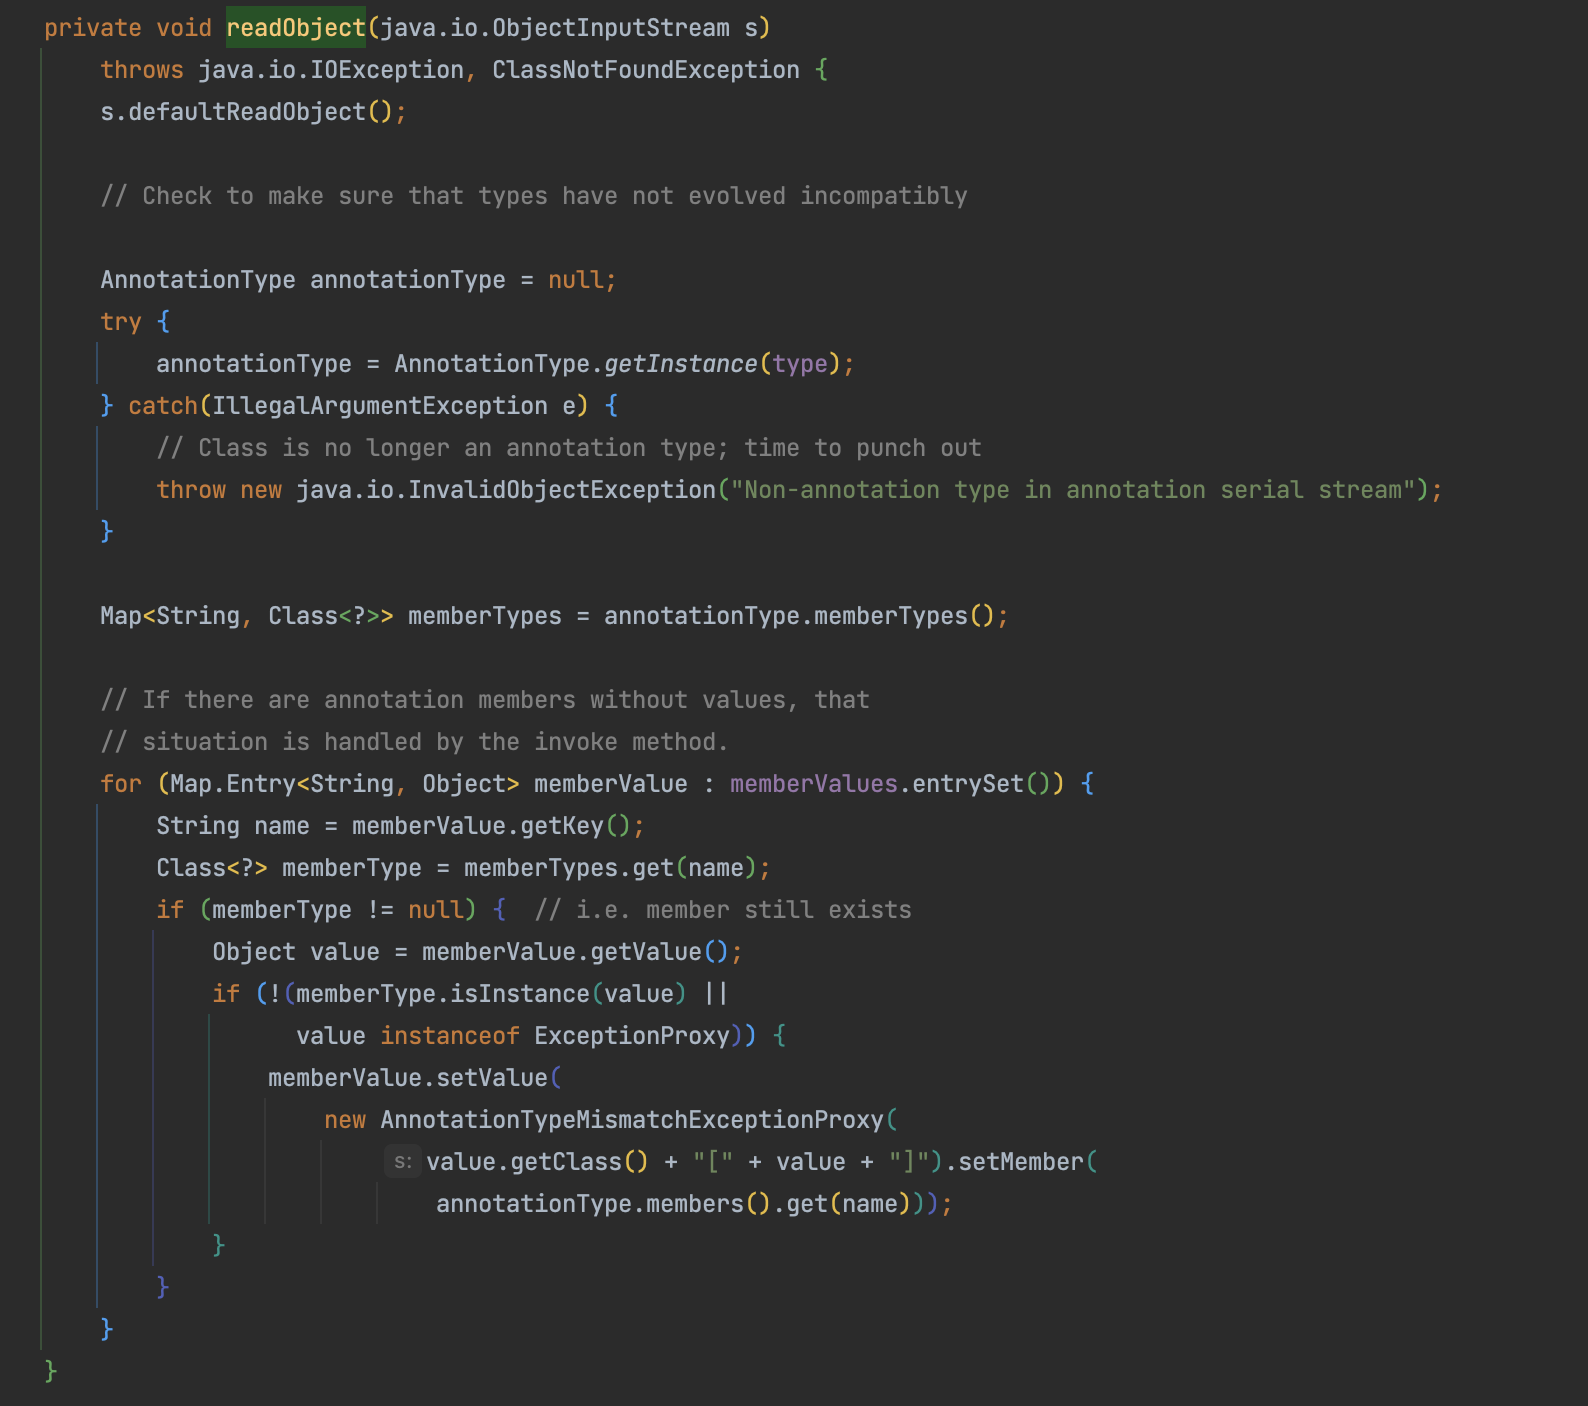 private void readObject(java.io.ObjectInputStream s)
    throws java.io.IOException, ClassNotFoundException {
    s.defaultReadObject();

    // Check to make sure that types have not evolved incompatibly

    AnnotationType annotationType = null;
    try {
        annotationType = AnnotationType.getInstance(type);
    } catch(IllegalArgumentException e) {
        // Class is no longer an annotation type; time to punch out
        throw new java.io.InvalidObjectException("Non-annotation type in annotation serial stream");
    }

    Map<String, Class<?>> memberTypes = annotationType.memberTypes();

    // If there are annotation members without values, that
    // situation is handled by the invoke method.
    for (Map.Entry<String, Object> memberValue : memberValues.entrySet()) {
        String name = memberValue.getKey();
        Class<?> memberType = memberTypes.get(name);
        if (memberType != null) {  // i.e. member still exists
            Object value = memberValue.getValue();
            if (!(memberType.isInstance(value) ||
                  value instanceof ExceptionProxy)) {
                memberValue.setValue(
                    new AnnotationTypeMismatchExceptionProxy(
                        s: value.getClass() + "[" + value + "]").setMember(
                            annotationType.members().get(name)));
            }
        }
    }
}